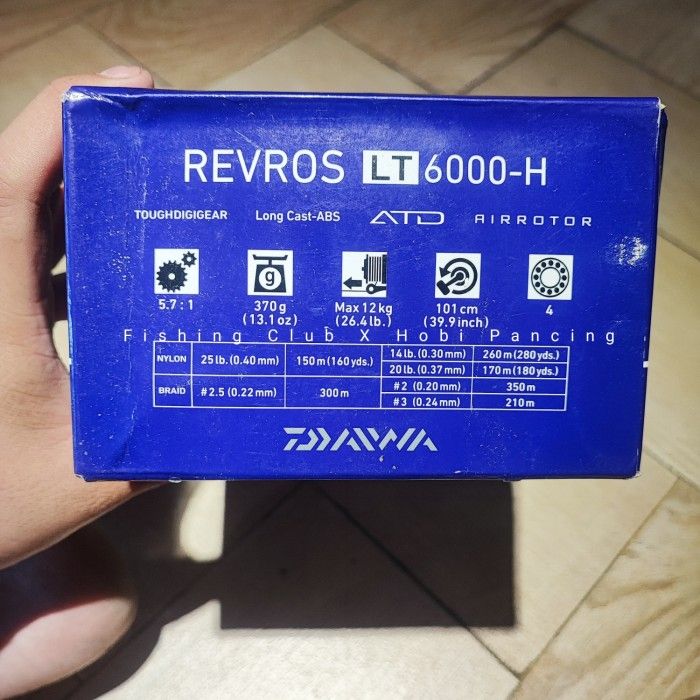 REVROS LT 6000-H
TOUGHDIGIGEAR Long Cast-ABS ATD AIRROTOR
g
5.7 : 1 370 g Max 12 kg 101 cm 4
(13.1 oz) (26.4 lb.) (39.9 inch)
Fishing Club X Hobi Pancing
NYLON 25 lb. (0.40 mm) 150 m (160 yds.) 14 lb. (0.30 mm) 260 m (280 yds.)
20 lb. (0.37 mm) 170 m (180 yds.)
BRAID # 2.5 (0.22 mm) 300 m # 2 (0.20 mm) 350 m
# 3 (0.24 mm) 210 m
DAIWA